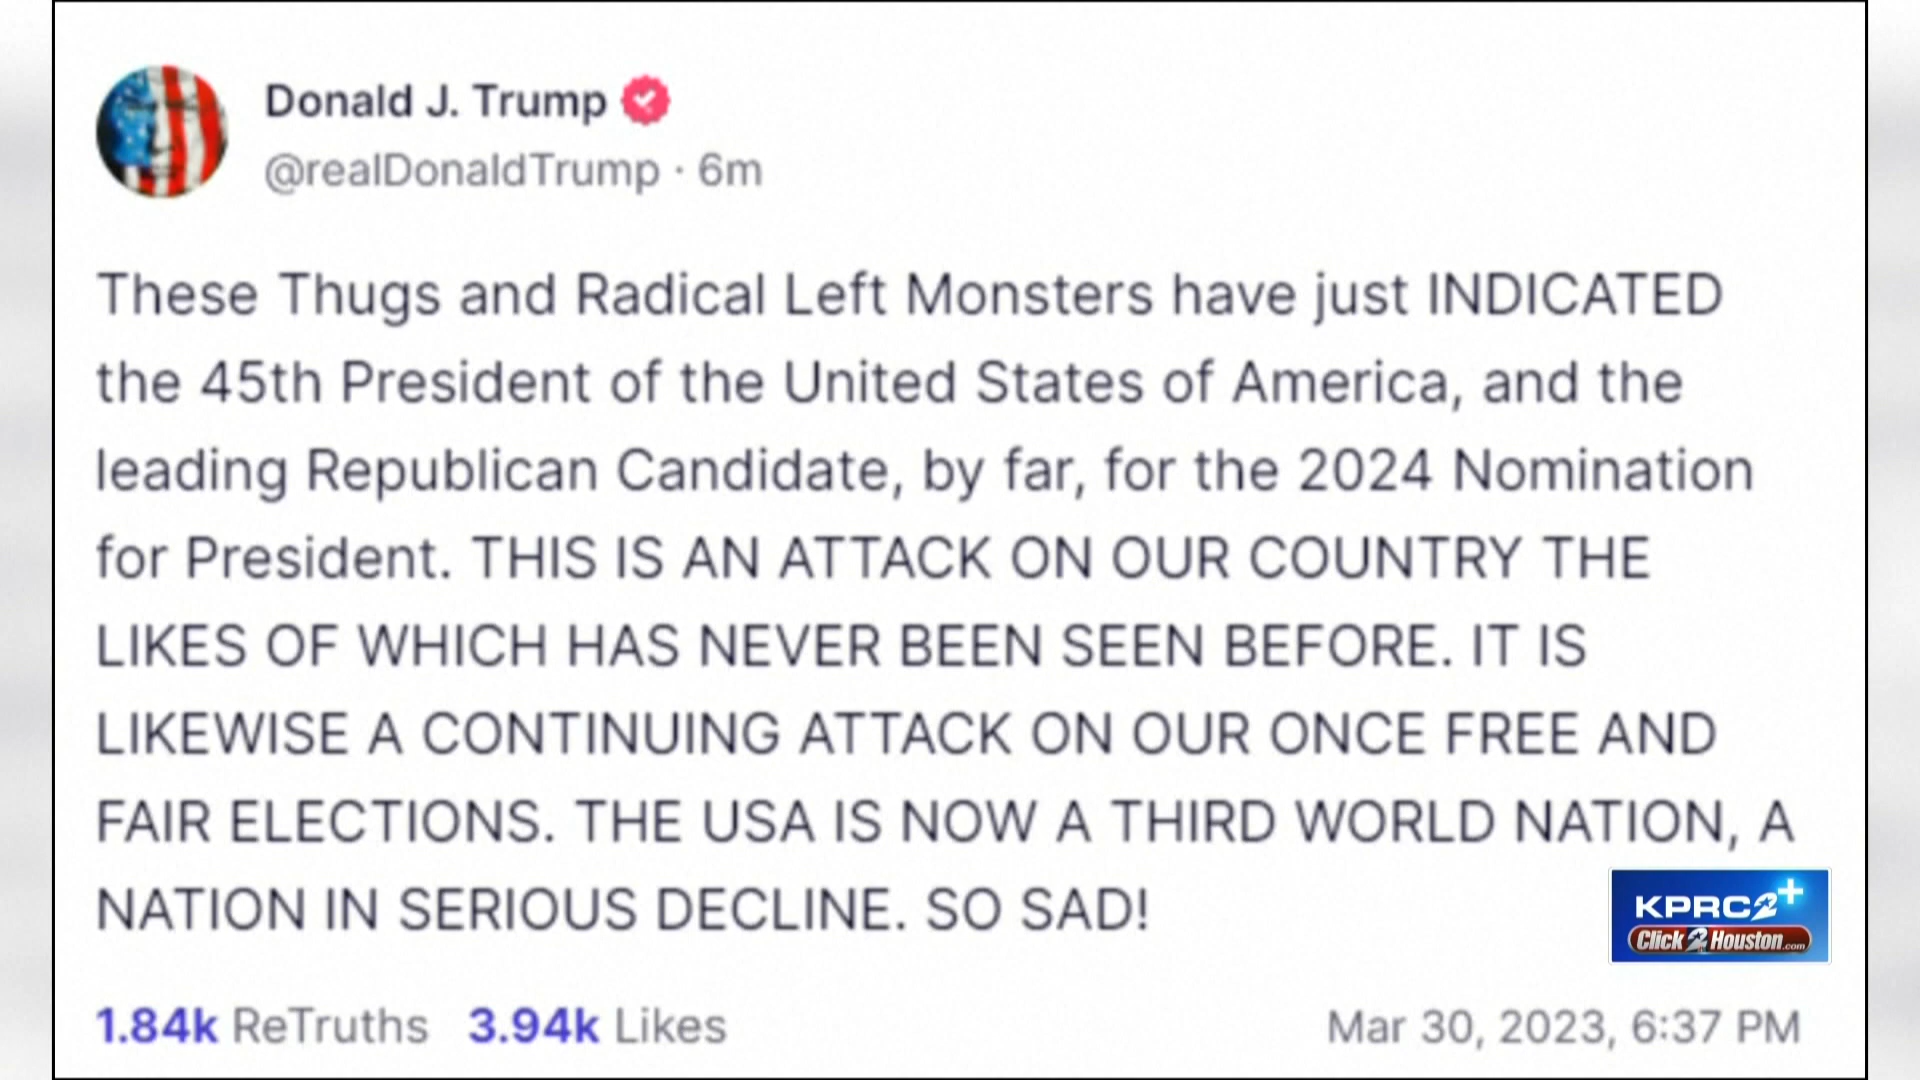 Donald J. Trump
@realDonaldTrump · 6m
These Thugs and Radical Left Monsters have just INDICATED
the 45th President of the United States of America, and the
leading Republican Candidate, by far, for the 2024 Nomination
for President. THIS IS AN ATTACK ON OUR COUNTRY THE
LIKES OF WHICH HAS NEVER BEEN SEEN BEFORE. IT IS
LIKEWISE A CONTINUING ATTACK ON OUR ONCE FREE AND
FAIR ELECTIONS. THE USA IS NOW A THIRD WORLD NATION, A
NATION IN SERIOUS DECLINE. SO SAD!
KPRC2+
Click2Houston.com
1.84k ReTruths 3.94k Likes Mar 30, 2023, 6:37 PM